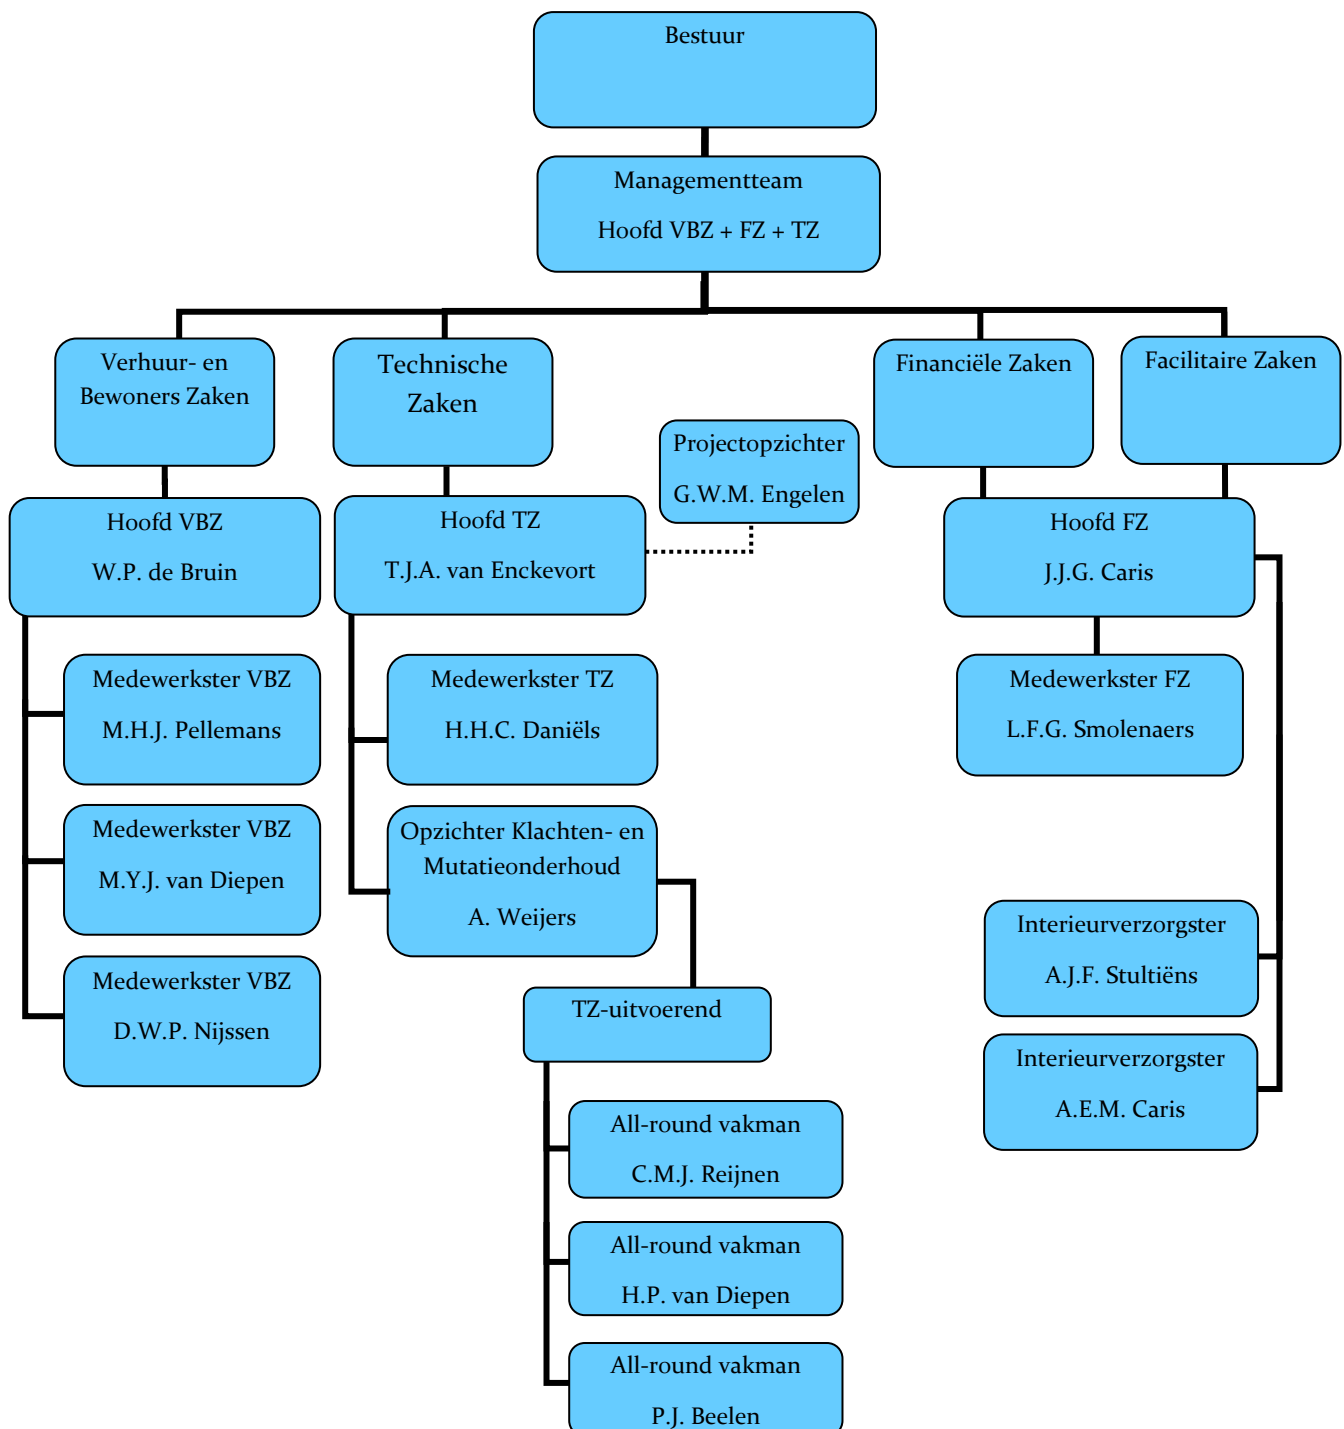 Bestuur
Managementteam
Hoofd VBZ + FZ + TZ
Verhuur- en
Bewoners Zaken
Technische
Zaken
Financiële Zaken
Facilitaire Zaken
Projectopzichter
G.W.M. Engelen
Hoofd VBZ
W.P. de Bruin
Hoofd TZ
T.J.A. van Enckevort
Hoofd FZ
J.J.G. Caris
Medewerkster VBZ
M.H.J. Pellemans
Medewerkster TZ
H.H.C. Daniëls
Medewerkster FZ
L.F.G. Smolenaers
Medewerkster VBZ
M.Y.J. van Diepen
Opzichter Klachten- en
Mutatieonderhoud
A. Weijers
Medewerkster VBZ
D.W.P. Nijssen
Interieurverzorgster
A.J.F. Stultiëns
TZ-uitvoerend
Interieurverzorgster
A.E.M. Caris
All-round vakman
C.M.J. Reijnen
All-round vakman
H.P. van Diepen
All-round vakman
P.J. Beelen